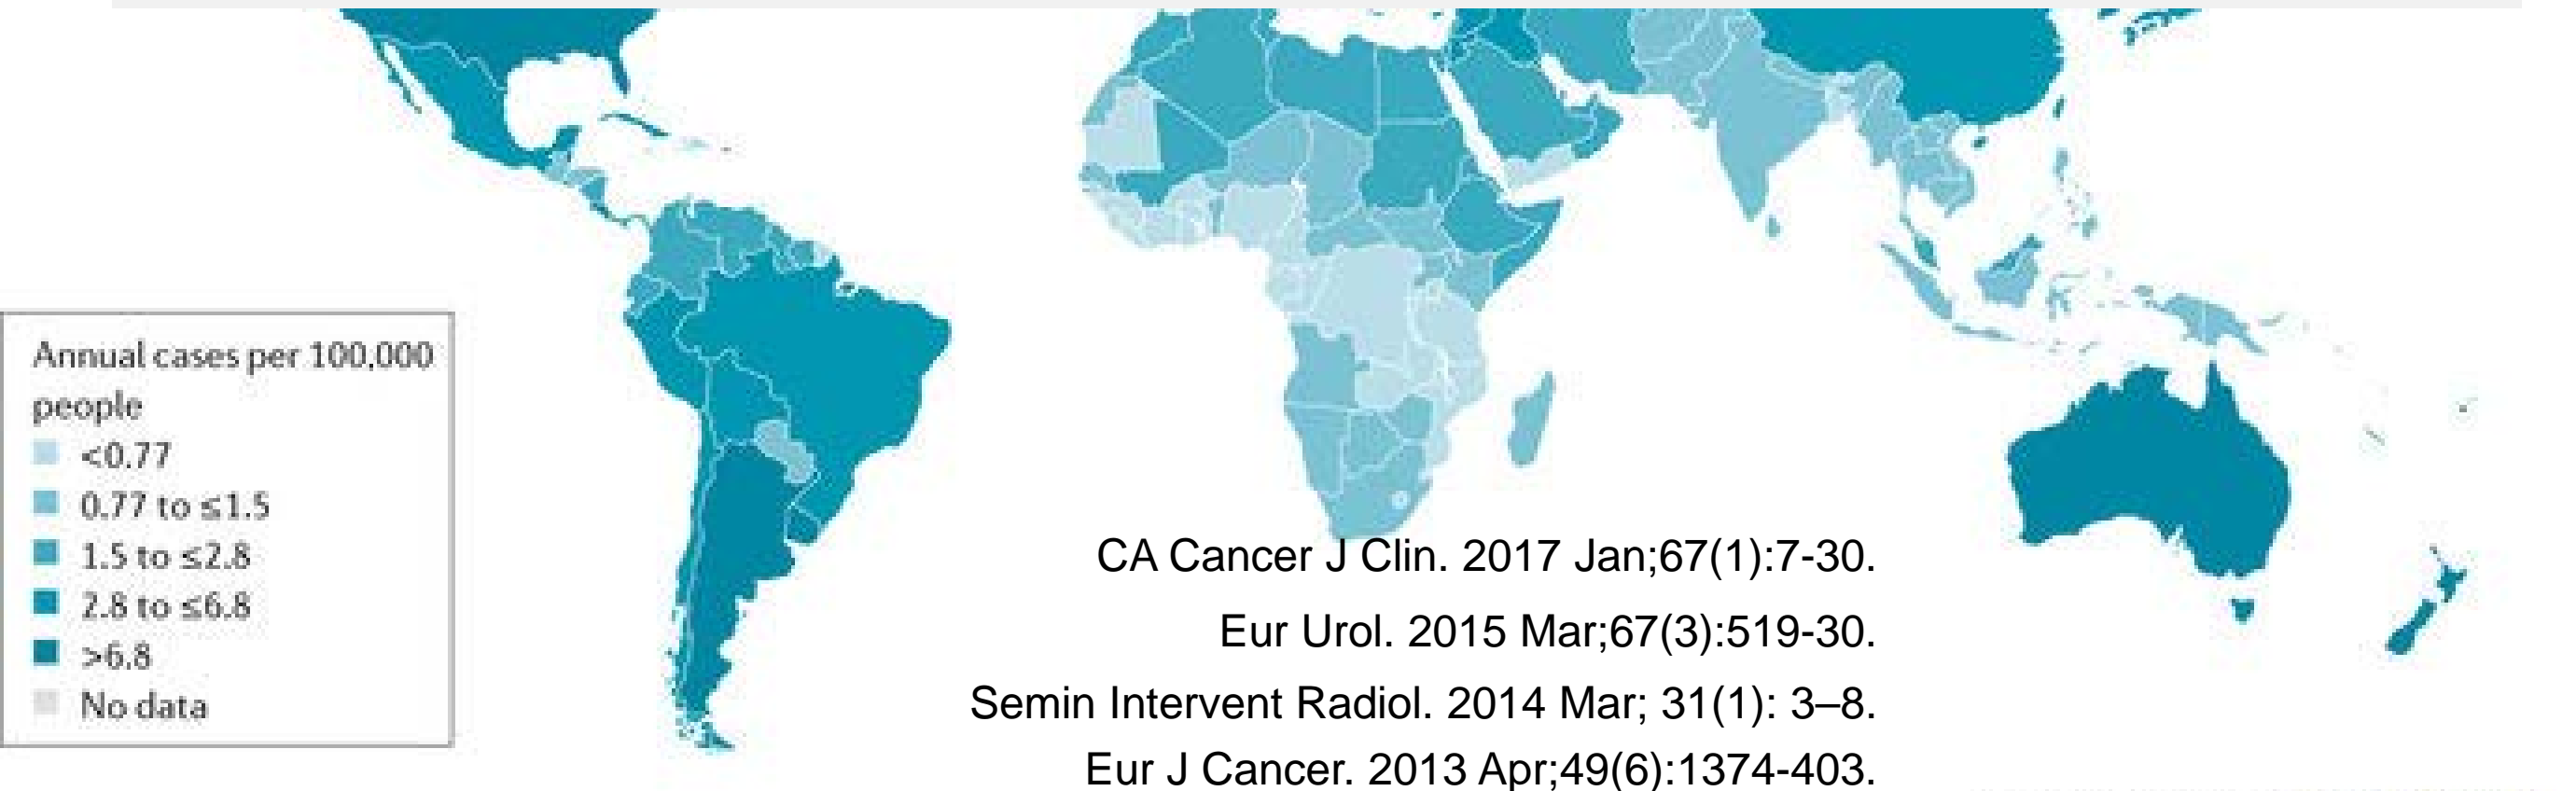 Annual cases per 100,000
people
<0.77
0.77 to ≤1.5
1.5 to ≤2.8
2.8 to ≤6.8
>6.8
No data
CA Cancer J Clin. 2017 Jan;67(1):7-30.
Eur Urol. 2015 Mar;67(3):519-30.
Semin Intervent Radiol. 2014 Mar; 31(1): 3–8.
Eur J Cancer. 2013 Apr;49(6):1374-403.